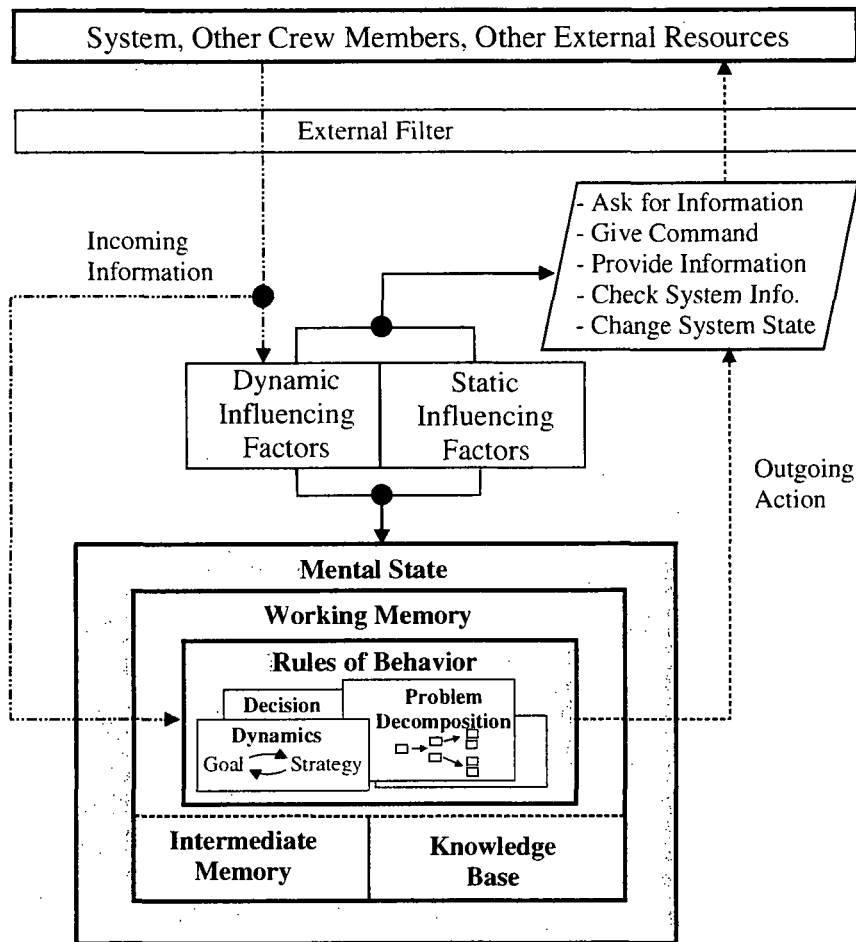 System, Other Crew Members, Other External Resources
External Filter
- Ask for Information
- Give Command
- Provide Information
- Check System Info.
- Change System State
Incoming
Information
Dynamic
Influencing
Factors
Static
Influencing
Factors
Outgoing
Action
Mental State
Working Memory
Rules of Behavior
Decision
Problem
Decomposition
Dynamics
Goal
Strategy
Intermediate
Memory
Knowledge
Base